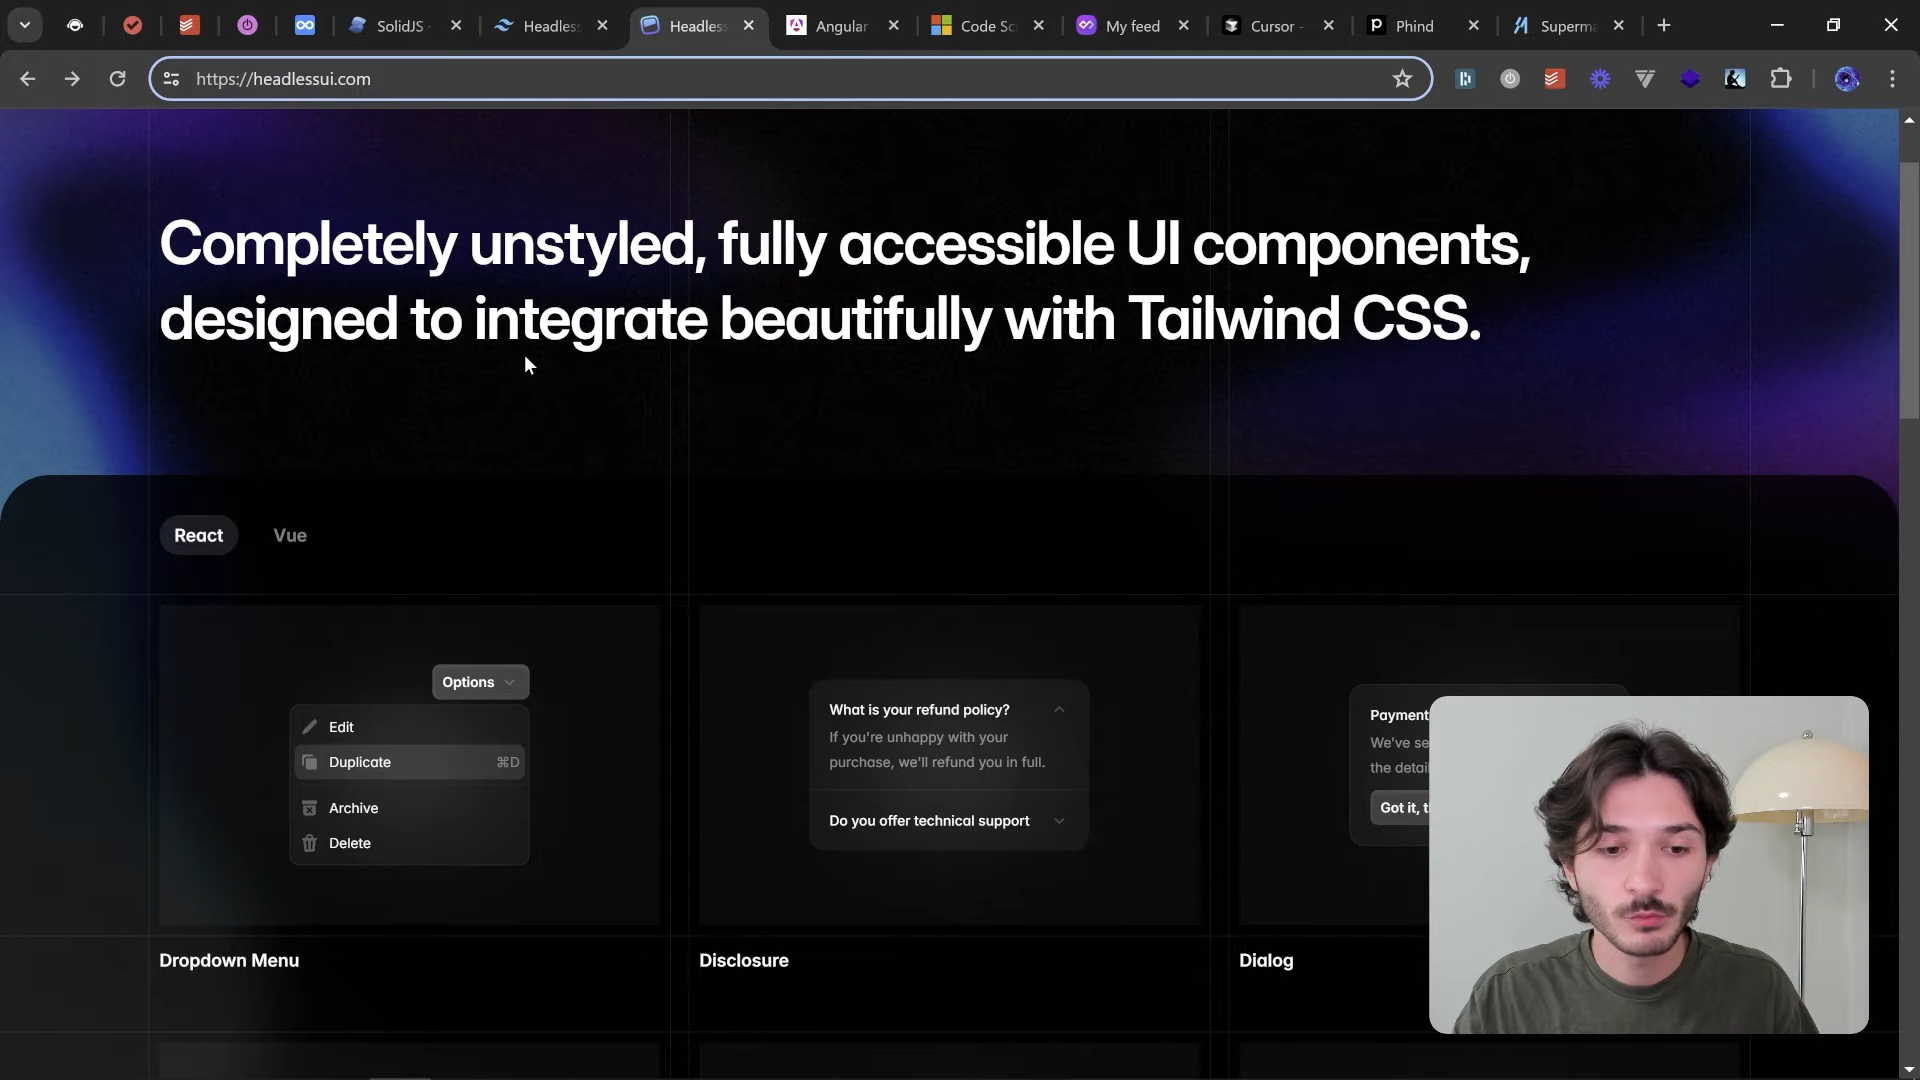 SolidJS
Headless
Headless
Angular
Code Sc
My feed
Cursor -
Phind
Superma
https://headlessui.com
Completely unstyled, fully accessible UI components,
designed to integrate beautifully with Tailwind CSS.
React
Vue
Options
Edit
Duplicate
⌘D
Archive
Delete
What is your refund policy?
If you're unhappy with your
purchase, we'll refund you in full.
Do you offer technical support
Payment
We've se
the detail
Got it, t
Dropdown Menu
Disclosure
Dialog